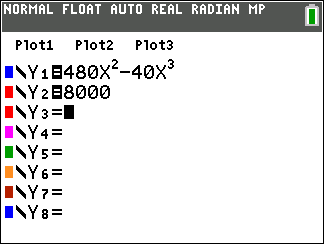 NORMAL FLOAT AUTO REAL RADIAN MP
Plot1 Plot2 Plot3
\Y₁=480X²-40X³
\Y₂=8000
\Y₃=
\Y₄=
\Y₅=
\Y₆=
\Y₇=
\Y₈=